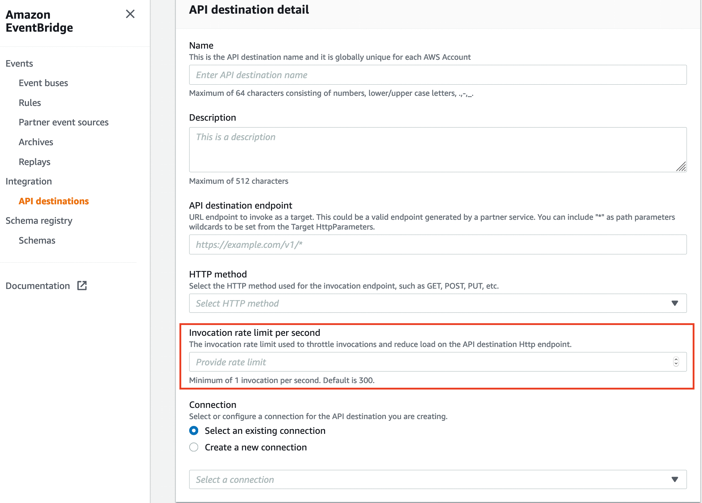 Amazon
EventBridge
Events
Event buses
Rules
Partner event sources
Archives
Replays
Integration
API destinations
Schema registry
Schemas
Documentation
API destination detail
Name
This is the API destination name and it is globally unique for each AWS Account
Enter API destination name
Maximum of 64 characters consisting of numbers, lower/upper case letters, .,-,_.
Description
This is a description
Maximum of 512 characters
API destination endpoint
URL endpoint to invoke as a target. This could be a valid endpoint generated by a partner service. You can include "*" as path parameters
wildcards to be set from the Target HttpParameters.
https://example.com/v1/*
HTTP method
Select the HTTP method used for the invocation endpoint, such as GET, POST, PUT, etc.
Select HTTP method
Invocation rate limit per second
The invocation rate limit used to throttle invocations and reduce load on the API destination Http endpoint.
Provide rate limit
Minimum of 1 invocation per second. Default is 300.
Connection
Select or configure a connection for the API destination you are creating.
Select an existing connection
Create a new connection
Select a connection